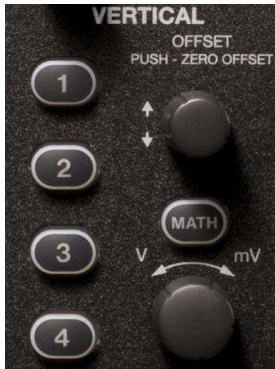 VERTICAL
OFFSET
PUSH - ZERO OFFSET
1
2
MATH
3
V mV
4